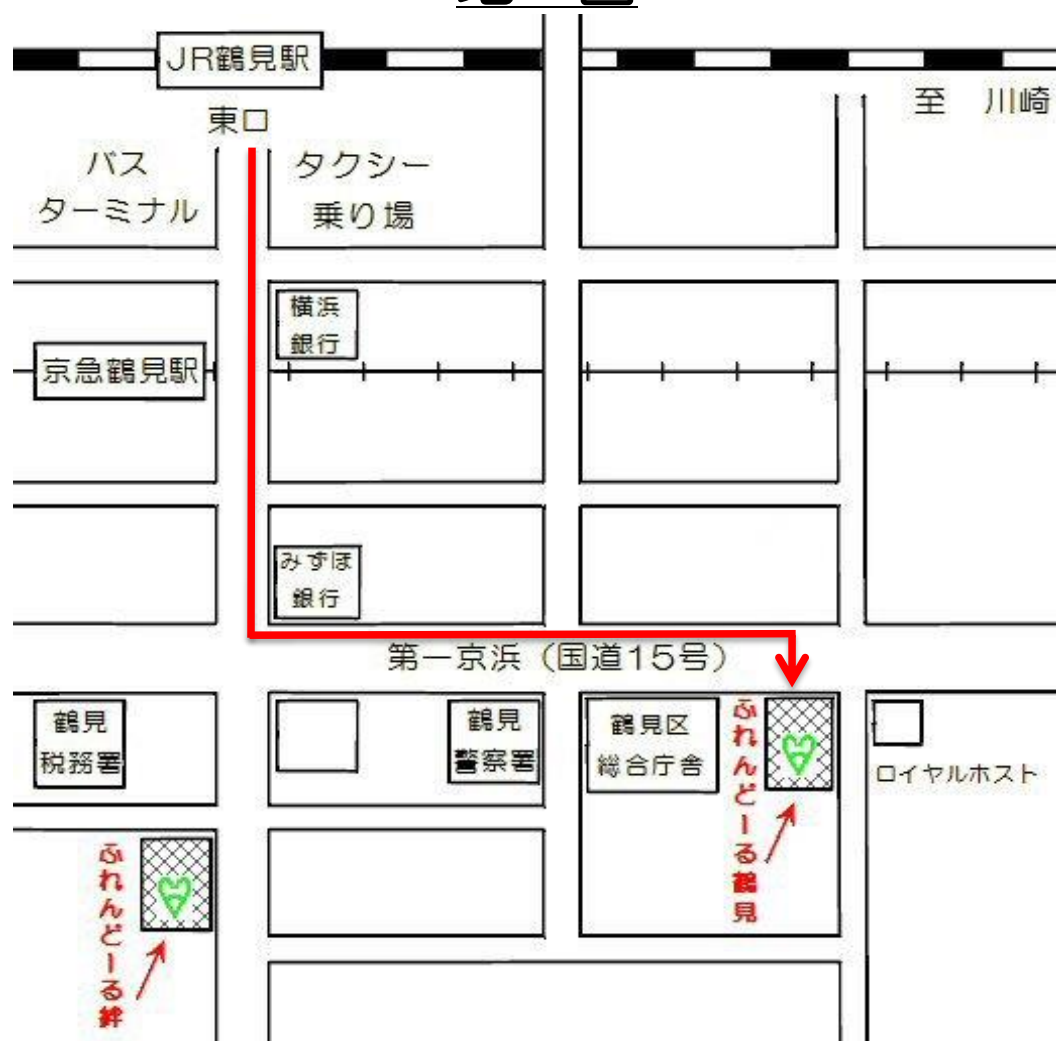 地 図
JR鶴見駅
至 川崎
東口
バス
ターミナル
タクシー
乗り場
横浜
銀行
京急鶴見駅
みずほ
銀行
第一京浜（国道15号）
鶴見
税務署
鶴見
警察署
鶴見区
総合庁舎
ふれんどーる鶴見
ロイヤルホスト
ふれんどーる絆